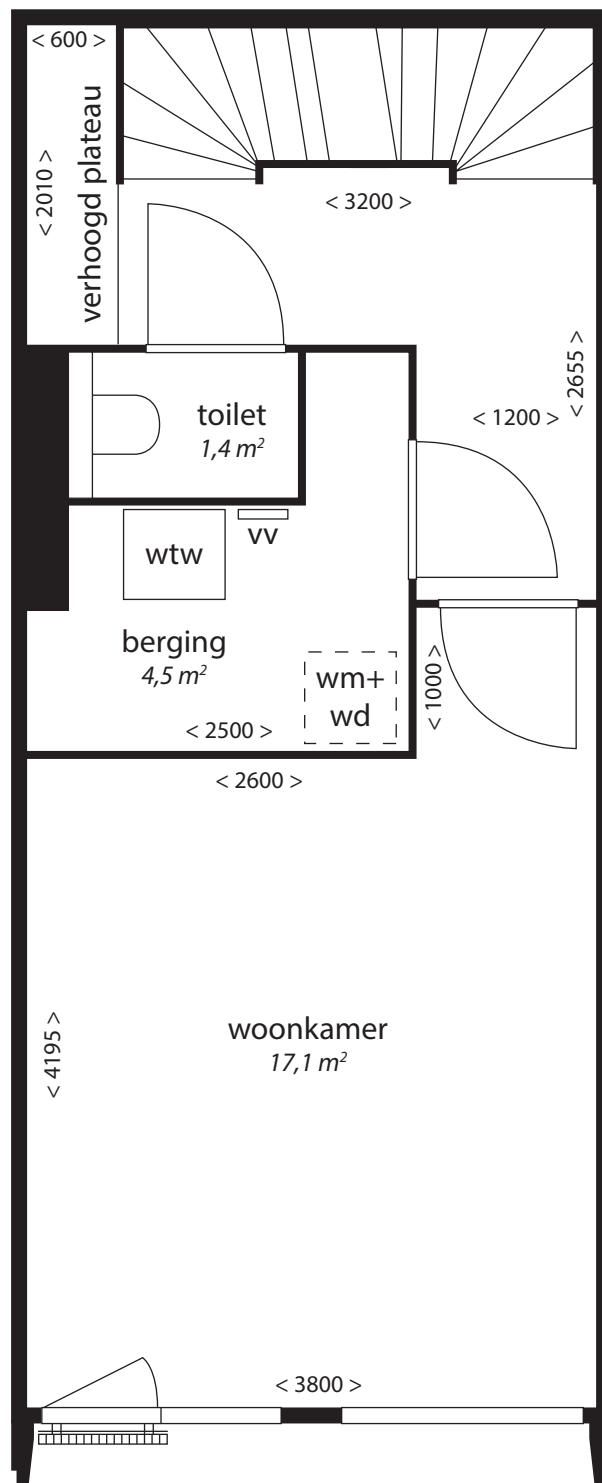 < 600 >
< 2010 >
verhoogd plateau
< 3200 >
< 2655 >
< 1200 >
toilet
1,4 m²
wtw
vv
berging
4,5 m²
wm+
wd
< 1000 >
< 2500 >
< 2600 >
woonkamer
17,1 m²
< 4195 >
< 3800 >